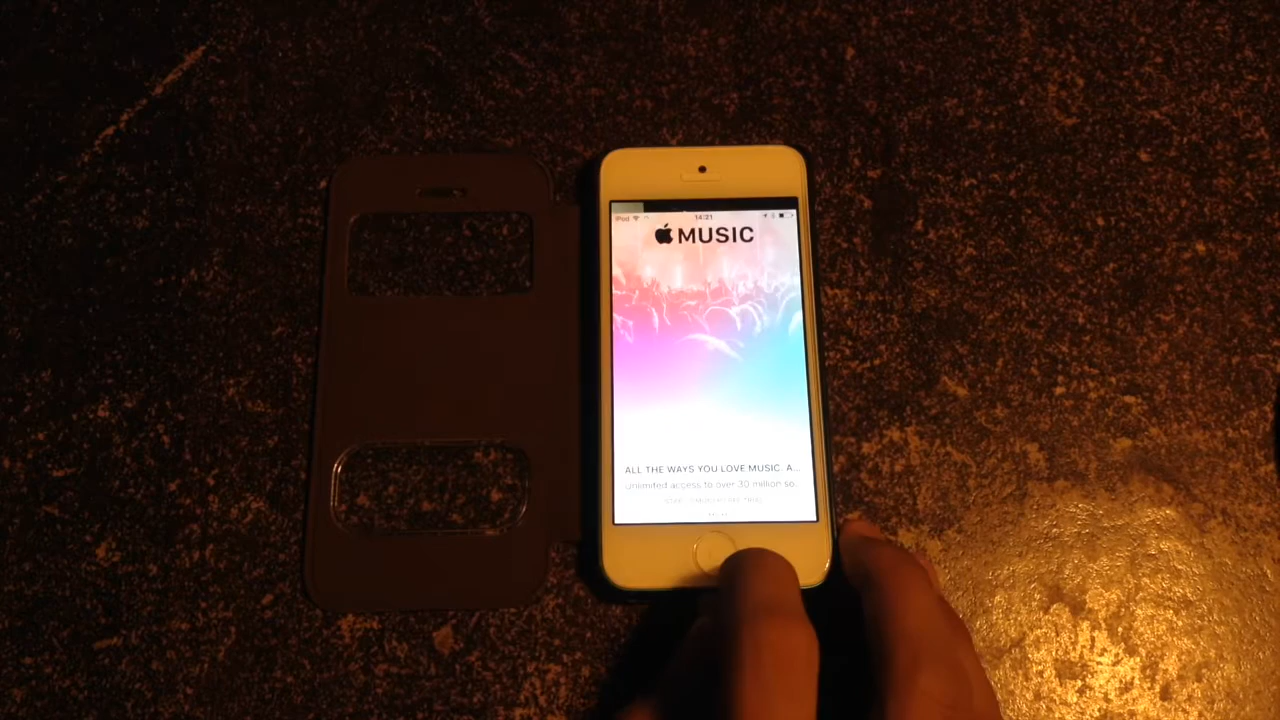 iPod 14:21
MUSIC
ALL THE WAYS YOU LOVE MUSIC. A...
Unlimited access to over 30 million so.